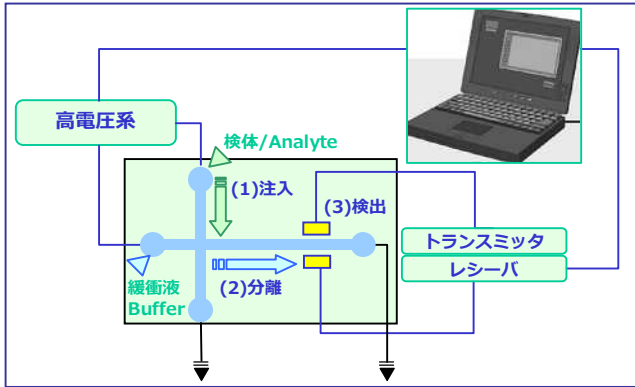 高電圧系
検体/Analyte
(1)注入
(3)検出
トランスミッタ
レシーバ
緩衝液
Buffer
(2)分離